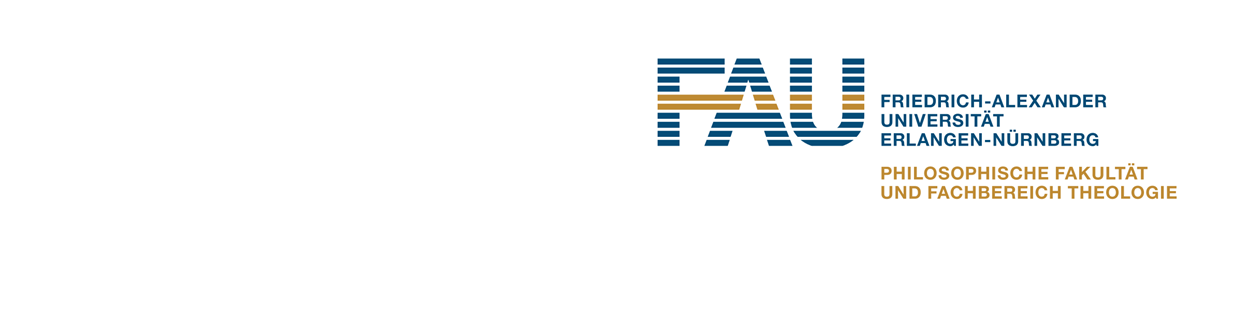 FAU
FRIEDRICH-ALEXANDER
UNIVERSITÄT
ERLANGEN-NÜRNBERG
PHILOSOPHISCHE FAKULTÄT
UND FACHBEREICH THEOLOGIE